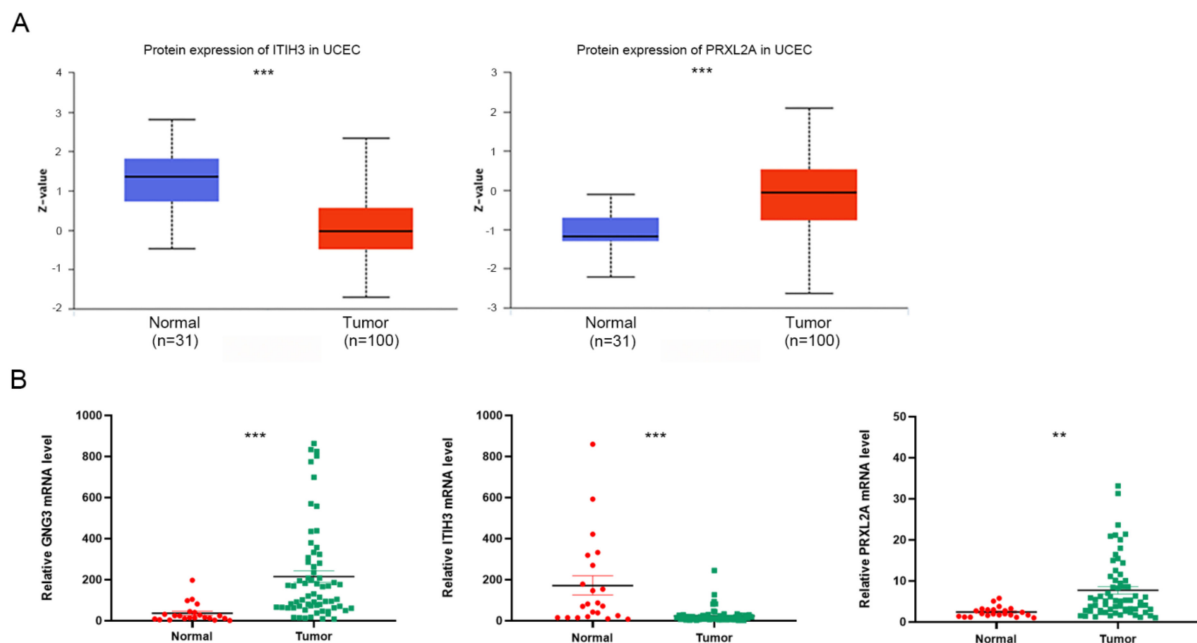 A
Protein expression of ITIH3 in UCEC
***
Z-value
4
3
2
1
0
-1
-2
Normal
(n=31)
Tumor
(n=100)
Protein expression of PRXL2A in UCEC
***
Z-value
3
2
1
0
-1
-2
-3
Normal
(n=31)
Tumor
(n=100)
B
Relative GNG3 mRNA level
1000
800
600
400
200
0
***
Normal
Tumor
Relative ITIH3 mRNA level
1000
800
600
400
200
0
***
Normal
Tumor
Relative PRXL2A mRNA level
50
40
30
20
10
0
**
Normal
Tumor